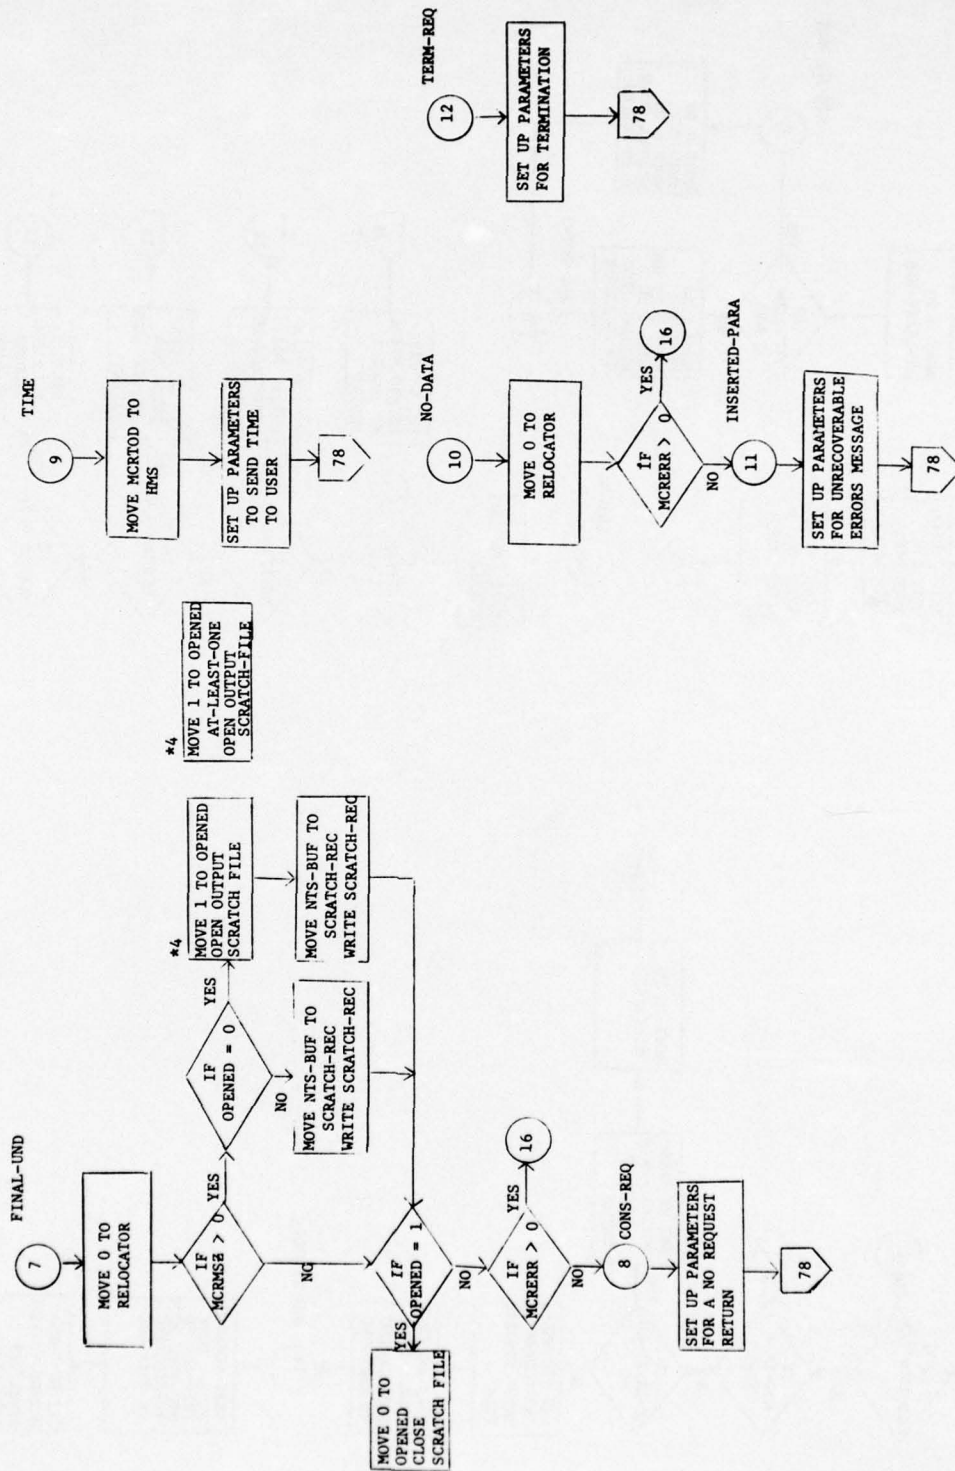 FINAL-UND
7
MOVE 0 TO
RELOCATOR
IF
> 0
YES
NO
IF
OPENED = 0
YES
NO
*4
MOVE 1 TO OPENED
OPEN OUTPUT
SCRATCH FILE
MOVE NTS-BUF TO
SCRATCH-REC
WRITE SCRATCH-REC
MOVE NTS-BUF TO
SCRATCH-REC
WRITE SCRATCH-REC
*4
MOVE 1 TO OPENED
AT-LEAST-ONE
OPEN OUTPUT
SCRATCH-FILE
IF
OPENED = 1
YES
NO
MOVE 0 TO
OPENED
CLOSE
SCRATCH FILE
IF
MCRERR > 0
YES
16
NO
8
CONS-REQ
SET UP PARAMETERS
FOR A NO REQUEST
RETURN
78
TIME
9
MOVE MCRTOD TO
HMS
SET UP PARAMETERS
TO SEND TIME
TO USER
78
NO-DATA
10
MOVE 0 TO
RELOCATOR
IF
MCRERR > 0
YES
16
NO
INSERTED-PARA
11
SET UP PARAMETERS
FOR UNRECOVERABLE
ERRORS MESSAGE
78
TERM-REQ
12
SET UP PARAMETERS
FOR TERMINATION
78